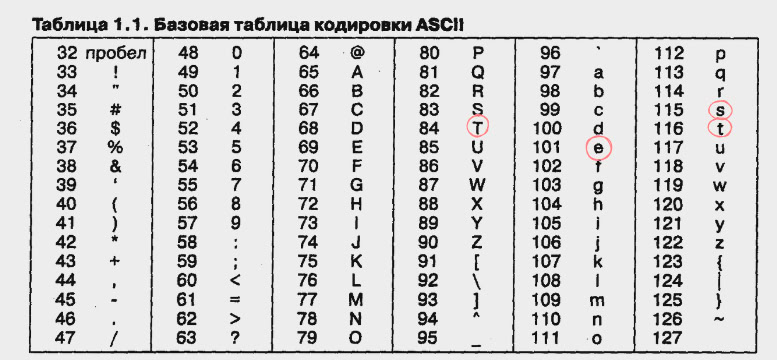 Таблица 1.1. Базовая таблица кодировки ASCII
32 пробел 48 0 64 @ 80 P 96 ` 112 p
33 ! 49 1 65 A 81 Q 97 a 113 q
34 " 50 2 66 B 82 R 98 b 114 r
35 # 51 3 67 C 83 S 99 c 115 s
36 $ 52 4 68 D 84 T 100 d 116 t
37 % 53 5 69 E 85 U 101 e 117 u
38 & 54 6 70 F 86 V 102 f 118 v
39 ‘ 55 7 71 G 87 W 103 g 119 w
40 ( 56 8 72 H 88 X 104 h 120 x
41 ) 57 9 73 I 89 Y 105 i 121 y
42 * 58 : 74 J 90 Z 106 j 122 z
43 + 59 ; 75 K 91 [ 107 k 123 {
44 , 60 < 76 L 92 \ 108 l 124 |
45 - 61 = 77 M 93 ] 109 m 125 }
46 . 62 > 78 N 94 ^ 110 n 126 ~
47 / 63 ? 79 O 95 _ 111 o 127